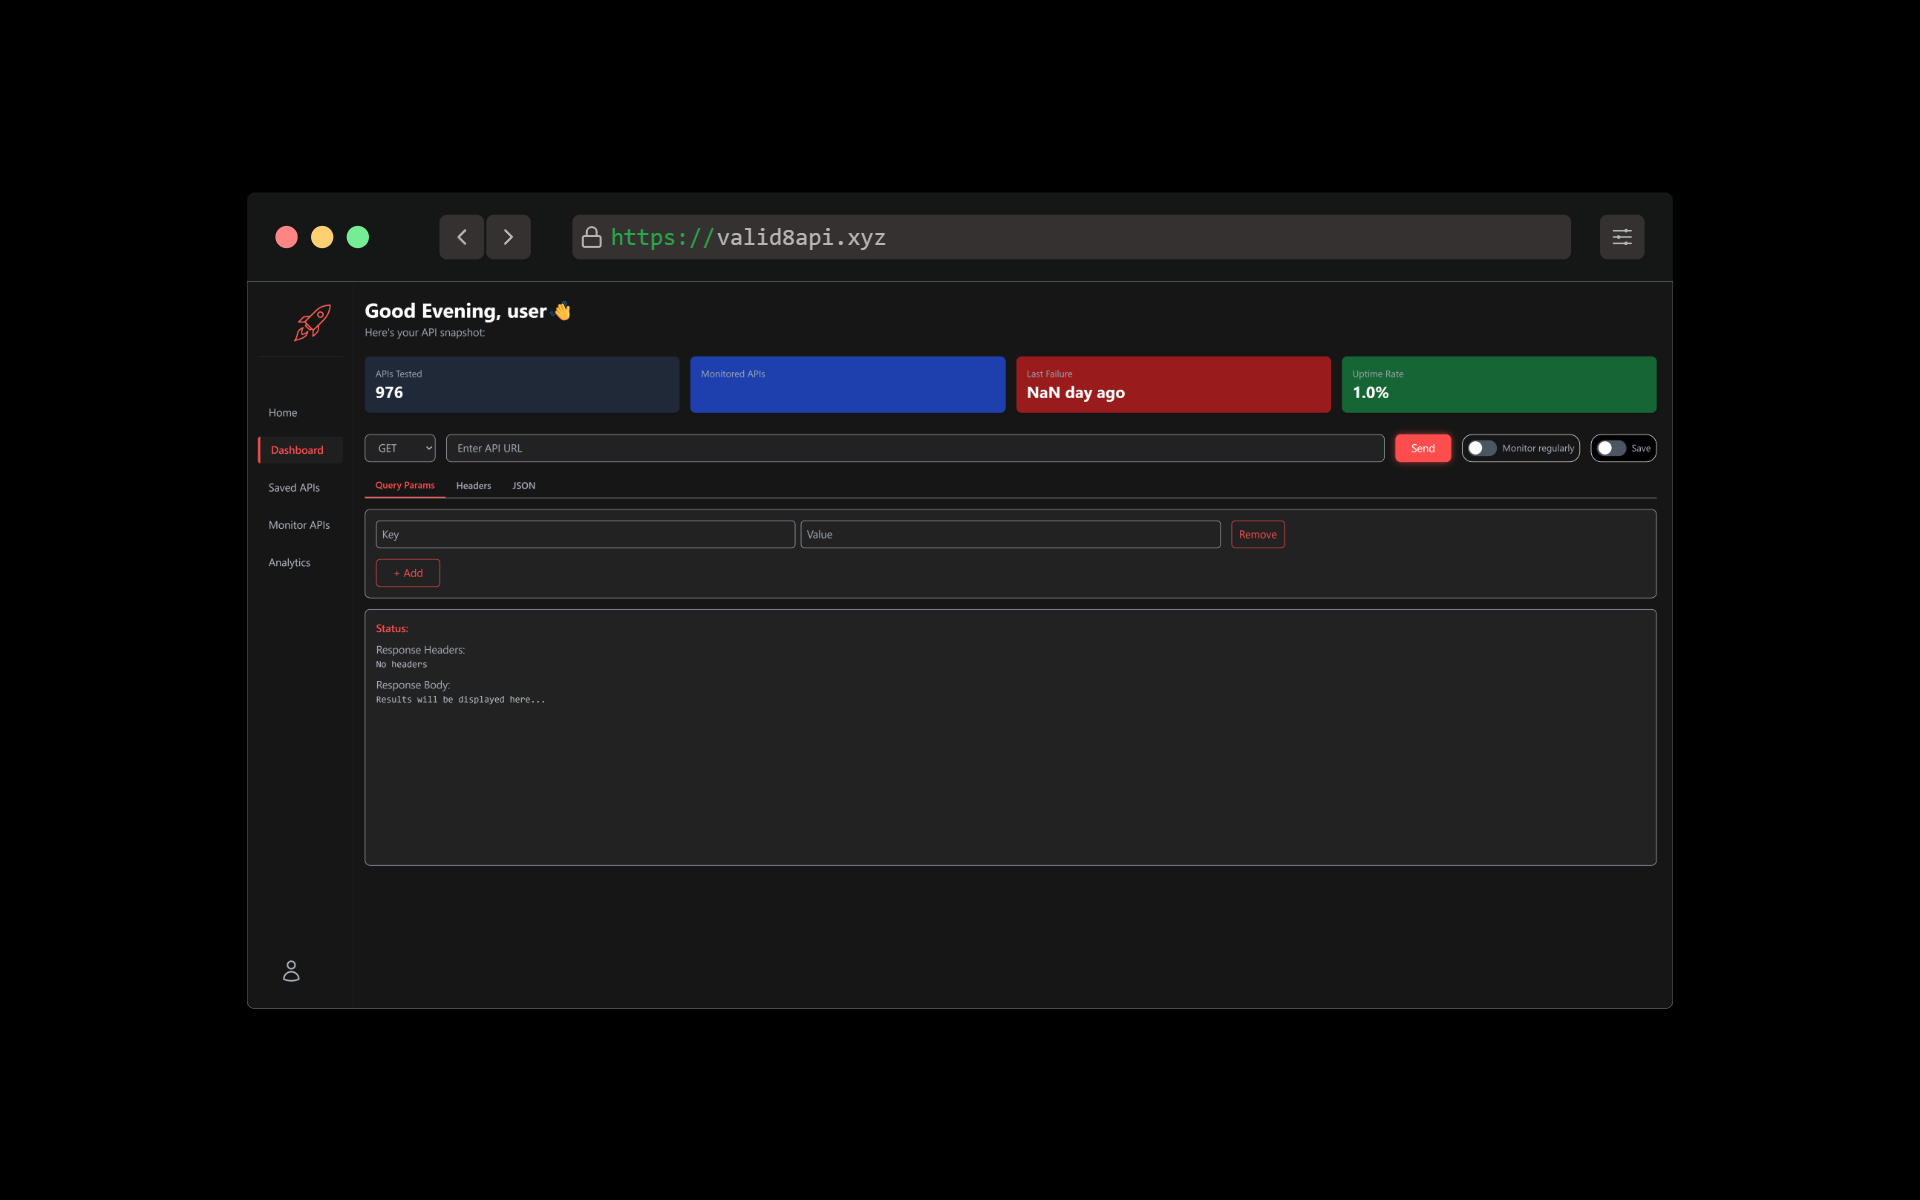 https://valid8api.xyz
Good Evening, user👋
Here's your API snapshot:
APIs Tested
976
Monitored APIs
Last Failure
NaN day ago
Uptime Rate
1.0%
Home
Dashboard
Saved APIs
Monitor APIs
Analytics
GET
Enter API URL
Send
Monitor regularly
Save
Query Params
Headers
JSON
Key
Value
Remove
+ Add
Status:
Response Headers:
No headers
Response Body:
Results will be displayed here...